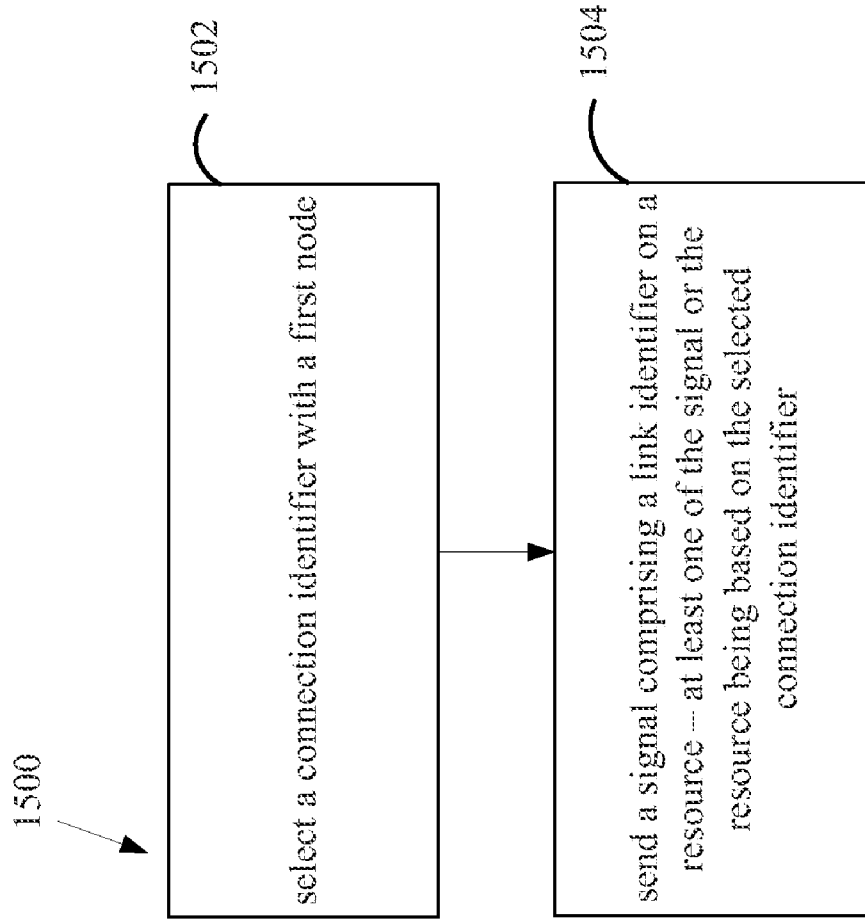 1500
1502
select a connection identifier with a first node
1504
send a signal comprising a link identifier on a
resource – at least one of the signal or the
resource being based on the selected
connection identifier